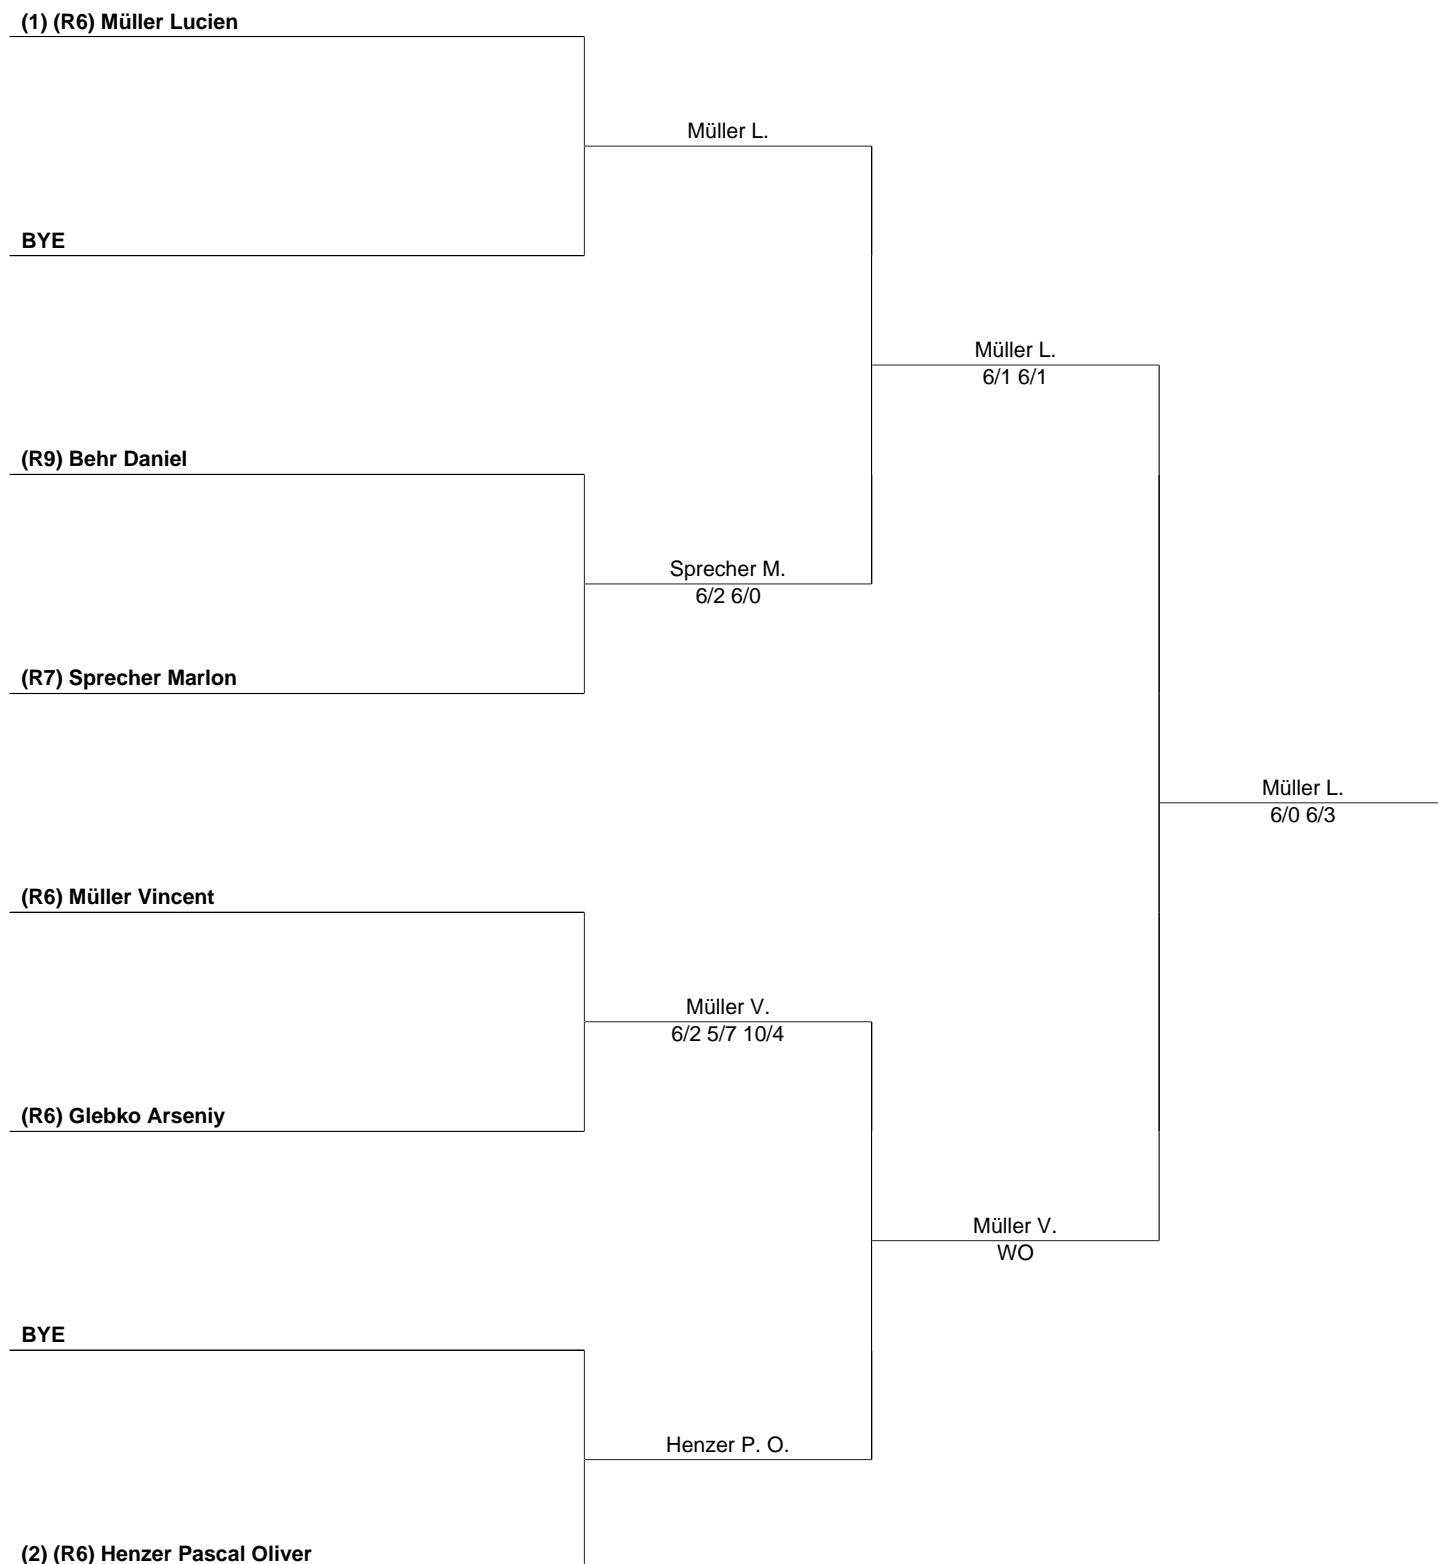 (1) (R6) Müller Lucien
Müller L.
BYE
Müller L.
6/1 6/1
(R9) Behr Daniel
Sprecher M.
6/2 6/0
(R7) Sprecher Marlon
Müller L.
6/0 6/3
(R6) Müller Vincent
Müller V.
6/2 5/7 10/4
(R6) Glebko Arseniy
Müller V.
WO
BYE
Henzer P. O.
(2) (R6) Henzer Pascal Oliver